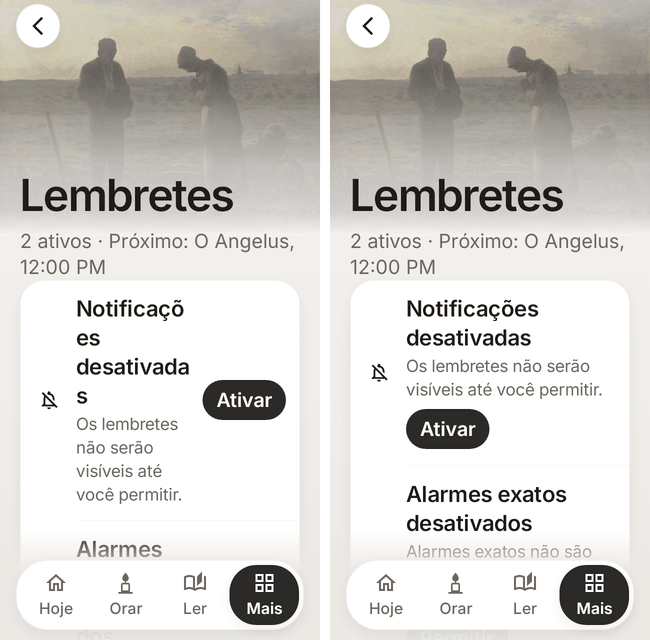 Lembretes
2 ativos · Próximo: O Angelus,
12:00 PM
Notificaçõ
es
desativada
s
Os lembretes
não serão
visíveis até
você permitir.
Ativar
Alarmes
dos
Hoje
Orar
Ler
Mais
Lembretes
2 ativos · Próximo: O Angelus,
12:00 PM
Notificações
desativadas
Os lembretes não serão
visíveis até você permitir.
Ativar
Alarmes exatos
desativados
Alarmes exatos não são
Permitir
Hoje
Orar
Ler
Mais